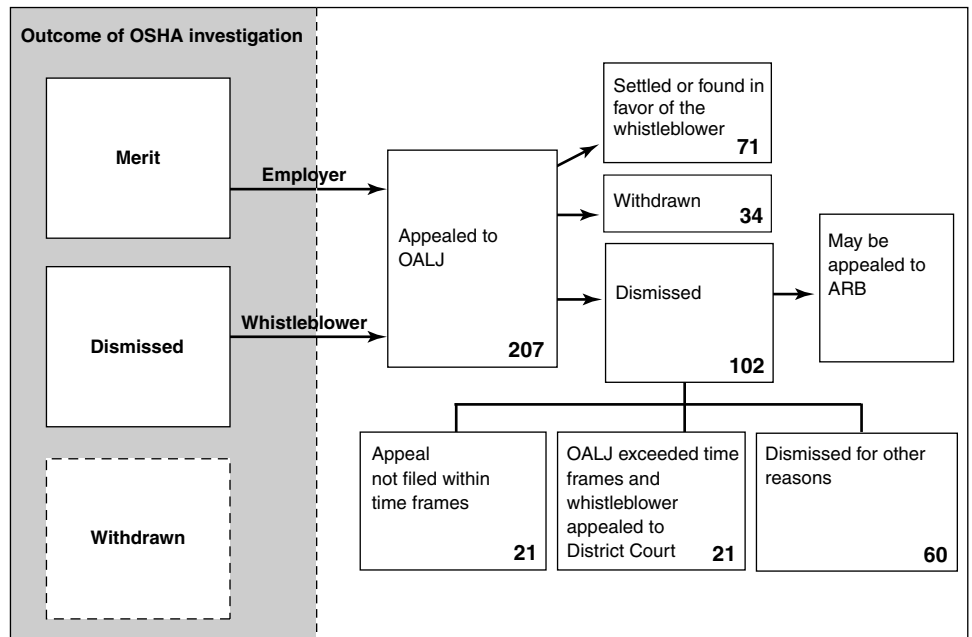 Outcome of OSHA investigation
Merit
Employer
Dismissed
Whistleblower
Withdrawn
Appealed to
OALJ
207
Settled or found in
favor of the
whistleblower
71
Withdrawn
34
Dismissed
102
May be
appealed to
ARB
Appeal
not filed within
time frames
21
OALJ exceeded time
frames and
whistleblower
appealed to
District Court
21
Dismissed for other
reasons
60